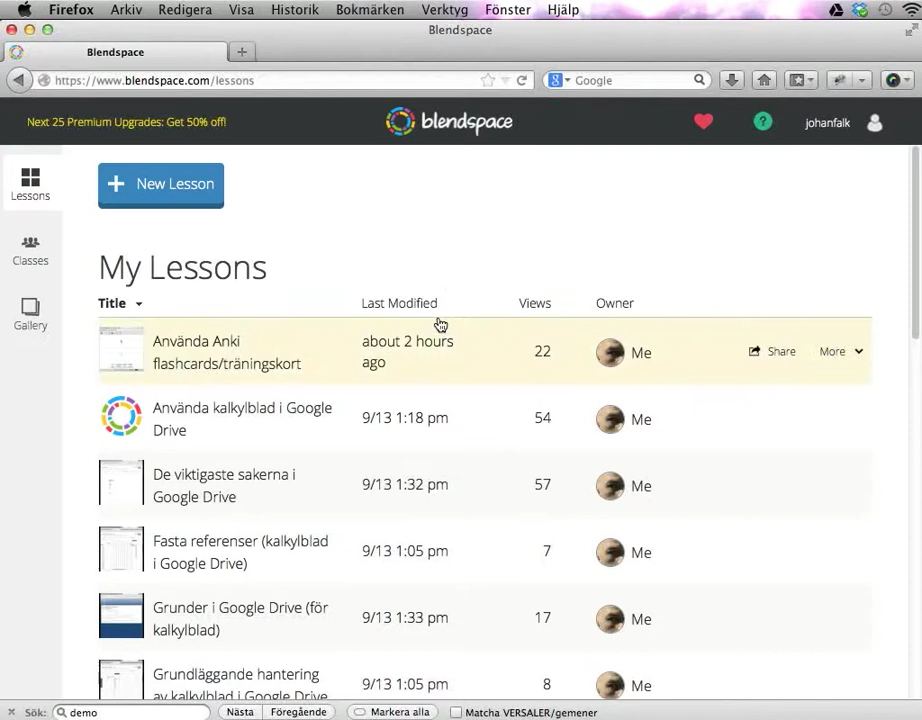 Firefox Arkiv Redigera Visa Historik Bokmärken Verktyg Fönster Hjälp
Blendspace
Blendspace
https://www.blendspace.com/lessons
Google
Next 25 Premium Upgrades: Get 50% off!
blendspace
johanfalk
Lessons
Classes
Gallery
+ New Lesson
My Lessons
Title Last Modified Views Owner
Använda Anki
flashcards/träningskort
about 2 hours
ago
22
Me
Share
More
Använda kalkylblad i Google
Drive
9/13 1:18 pm
54
Me
De viktigaste sakerna i
Google Drive
9/13 1:32 pm
57
Me
Fasta referenser (kalkylblad
i Google Drive)
9/13 1:05 pm
7
Me
Grunder i Google Drive (för
kalkylblad)
9/13 1:33 pm
17
Me
Grundläggande hantering
av kalkylblad i Google Drive
9/13 1:05 pm
8
Me
Sök: demo Nästa Föregående Markera alla Matcha VERSALER/gemener